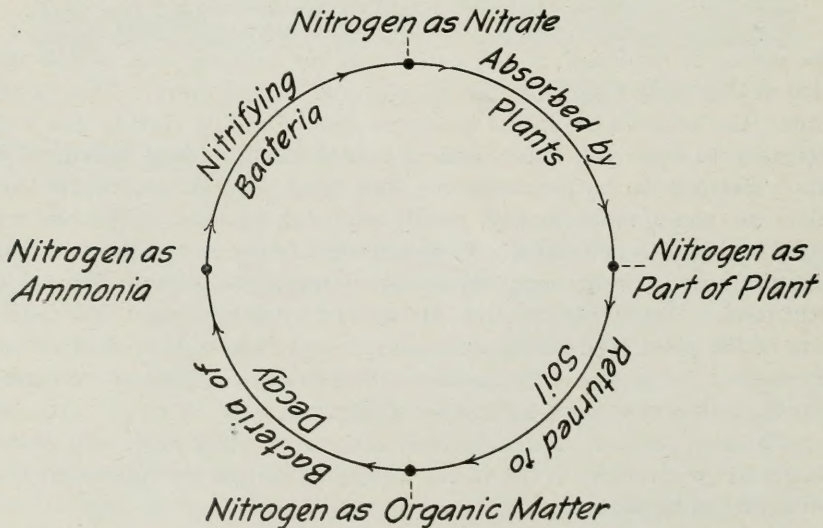 Nitrogen as Nitrate
Absorbed by
Plants
Nitrogen as
Part of Plant
Returned to
Soil
Nitrogen as Organic Matter
Bacteria of
Decay
Nitrogen as
Ammonia
Nitrifying
Bacteria